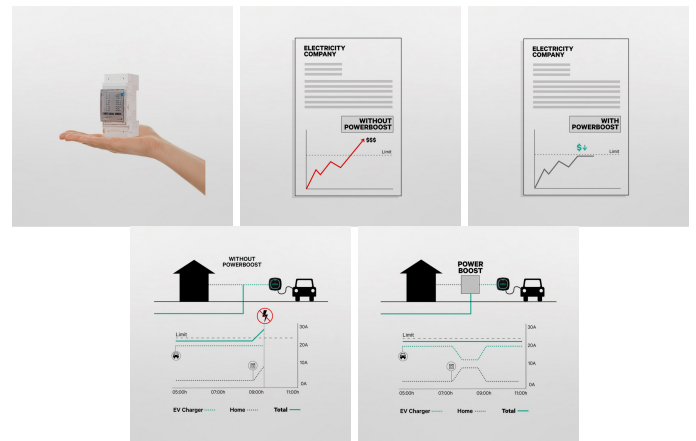 ELECTRICITY
COMPANY
WITHOUT
POWERBOOST
$$$
Limit
ELECTRICITY
COMPANY
WITH
POWERBOOST
$↓
Limit
WITHOUT
POWERBOOST
Limit
30A
20A
10A
0A
05:00h 07:00h 09:00h 11:00h
EV Charger Home Total
POWER
BOOST
Limit
30A
20A
10A
0A
05:00h 07:00h 09:00h 11:00h
EV Charger Home Total